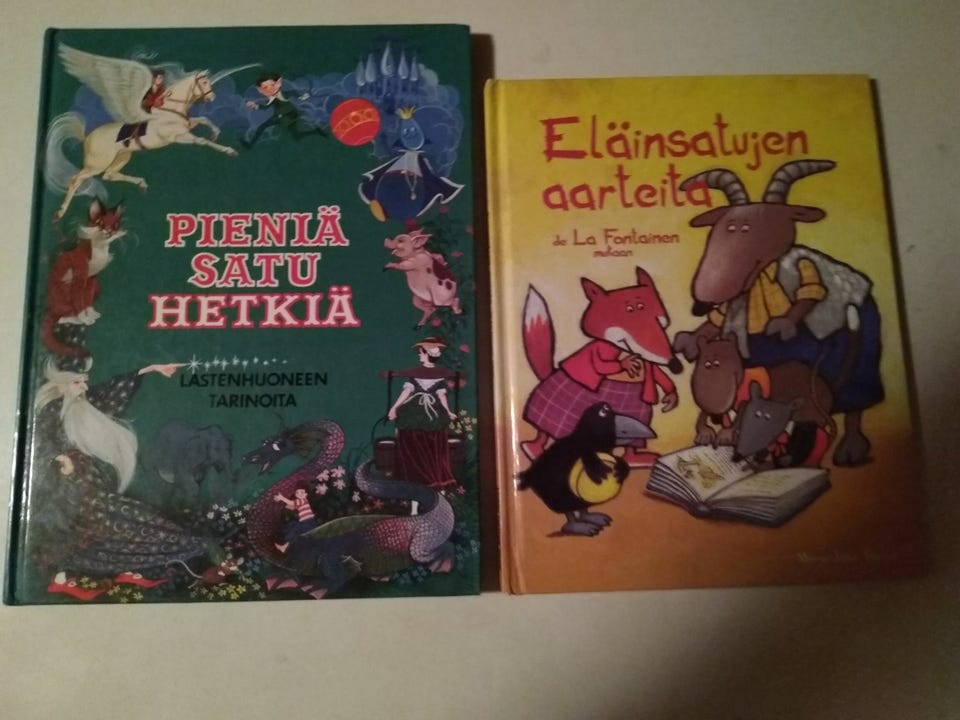 PIENIÄ
SATU
HETKIÄ
LASTENHUONEEN
TARINOITA
Eläinsatujen
aarteita
de La Fontainen
mukaan